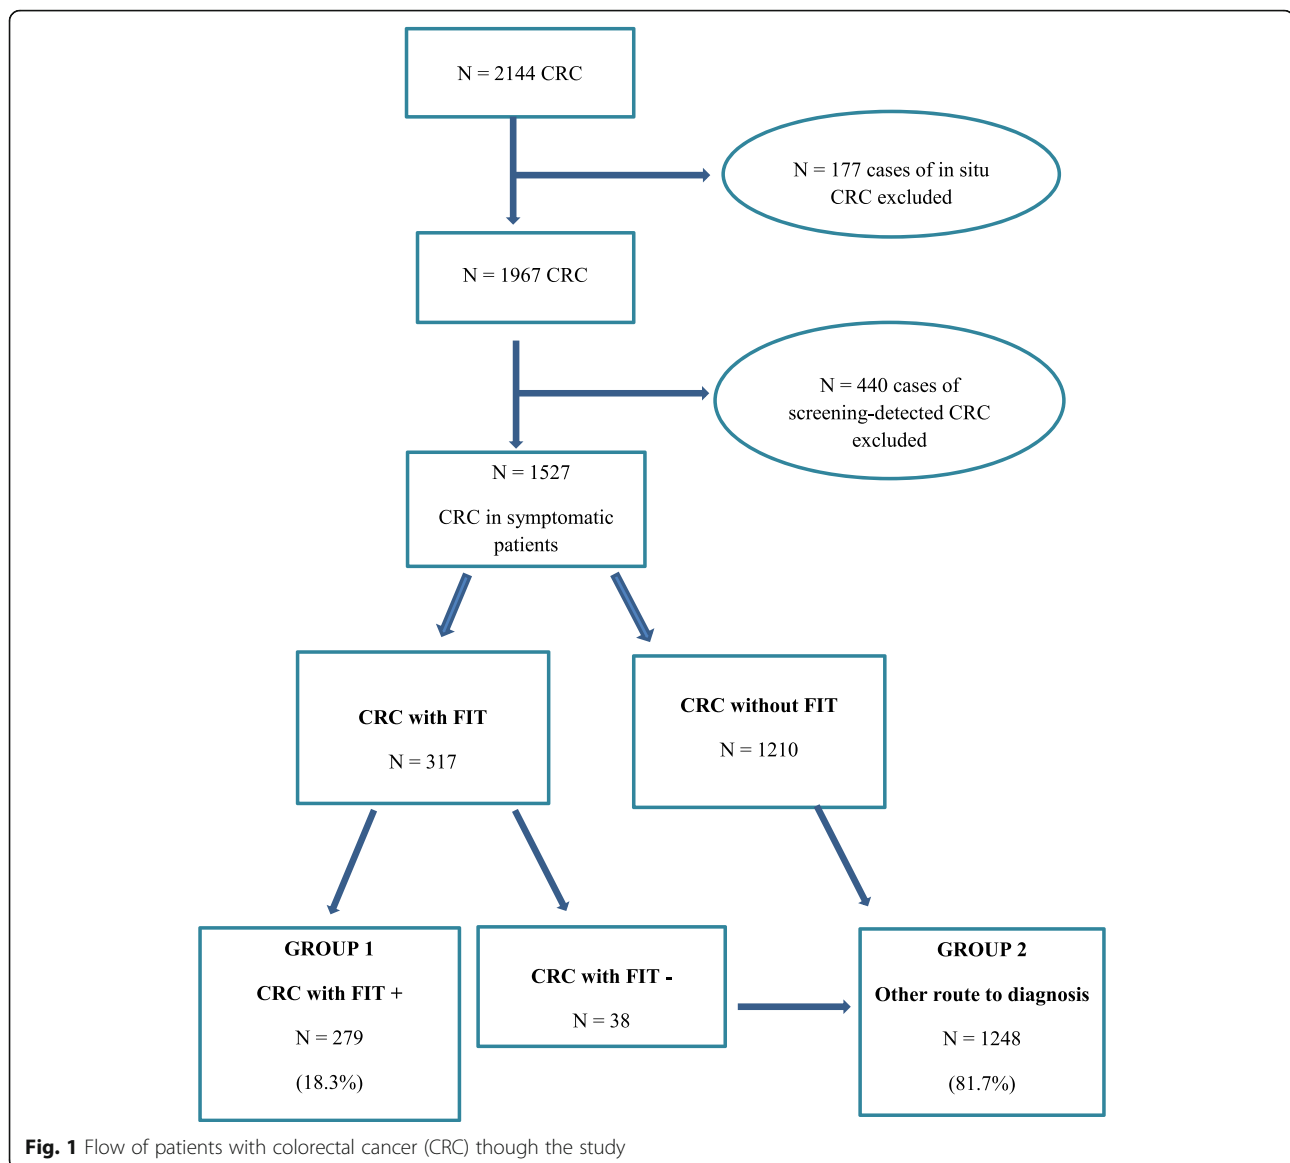 N = 2144 CRC
N = 177 cases of in situ
CRC excluded
N = 1967 CRC
N = 440 cases of
screening-detected CRC
excluded
N = 1527
CRC in symptomatic
patients
CRC with FIT
N = 317
CRC without FIT
N = 1210
GROUP 1
CRC with FIT +
N = 279
(18.3%)
CRC with FIT -
N = 38
GROUP 2
Other route to diagnosis
N = 1248
(81.7%)
Fig. 1 Flow of patients with colorectal cancer (CRC) though the study